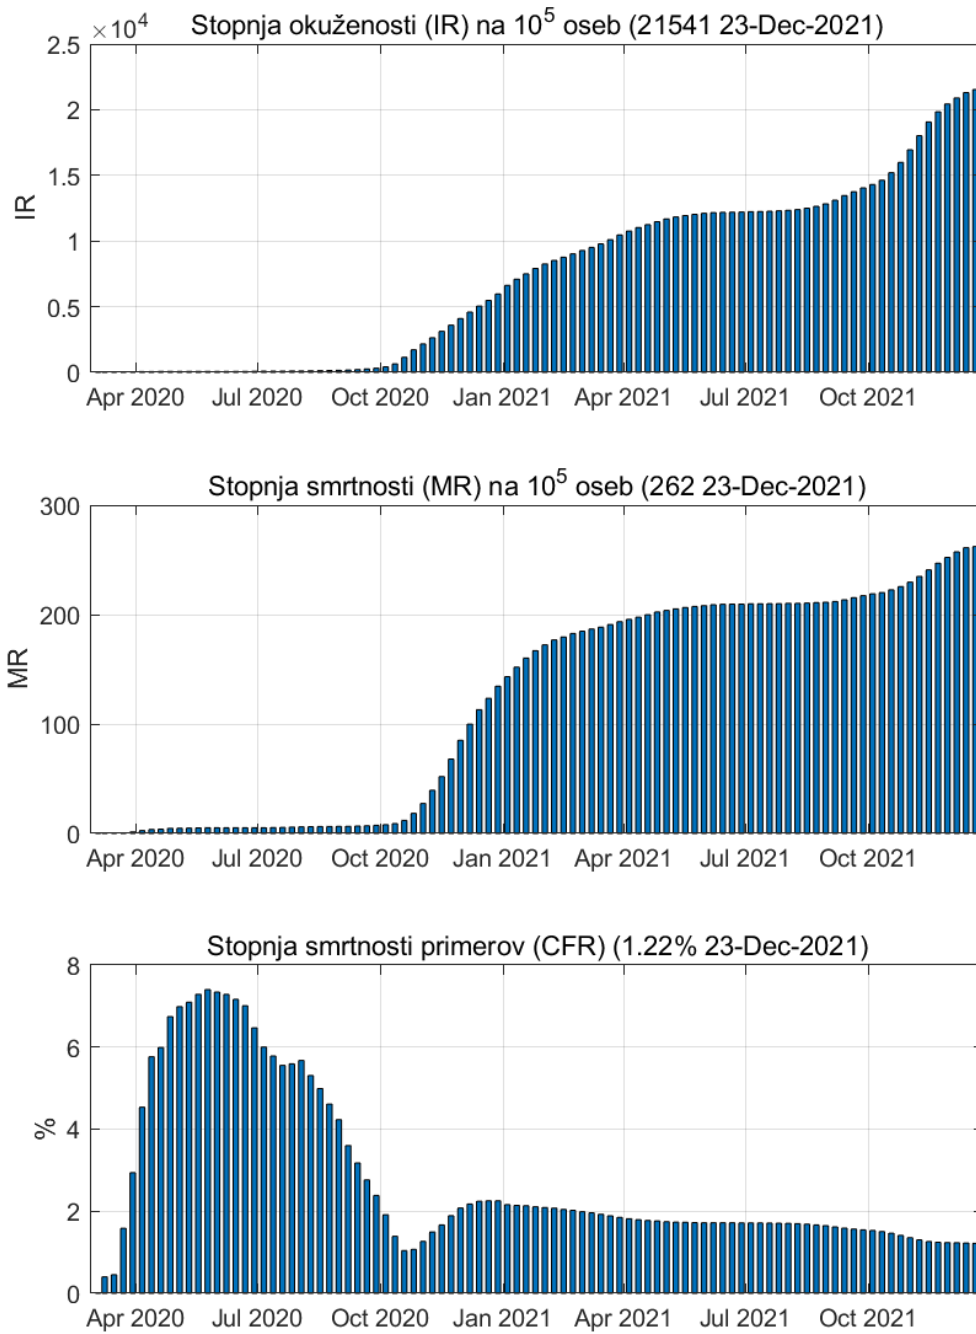 Stopnja okuženosti (IR) na 10^5 oseb (21541 23-Dec-2021)
×10^4
2.5
2
1.5
1
0.5
0
IR
Apr 2020 Jul 2020 Oct 2020 Jan 2021 Apr 2021 Jul 2021 Oct 2021
Stopnja smrtnosti (MR) na 10^5 oseb (262 23-Dec-2021)
300
200
100
0
MR
Apr 2020 Jul 2020 Oct 2020 Jan 2021 Apr 2021 Jul 2021 Oct 2021
Stopnja smrtnosti primerov (CFR) (1.22% 23-Dec-2021)
8
6
4
2
0
%
Apr 2020 Jul 2020 Oct 2020 Jan 2021 Apr 2021 Jul 2021 Oct 2021